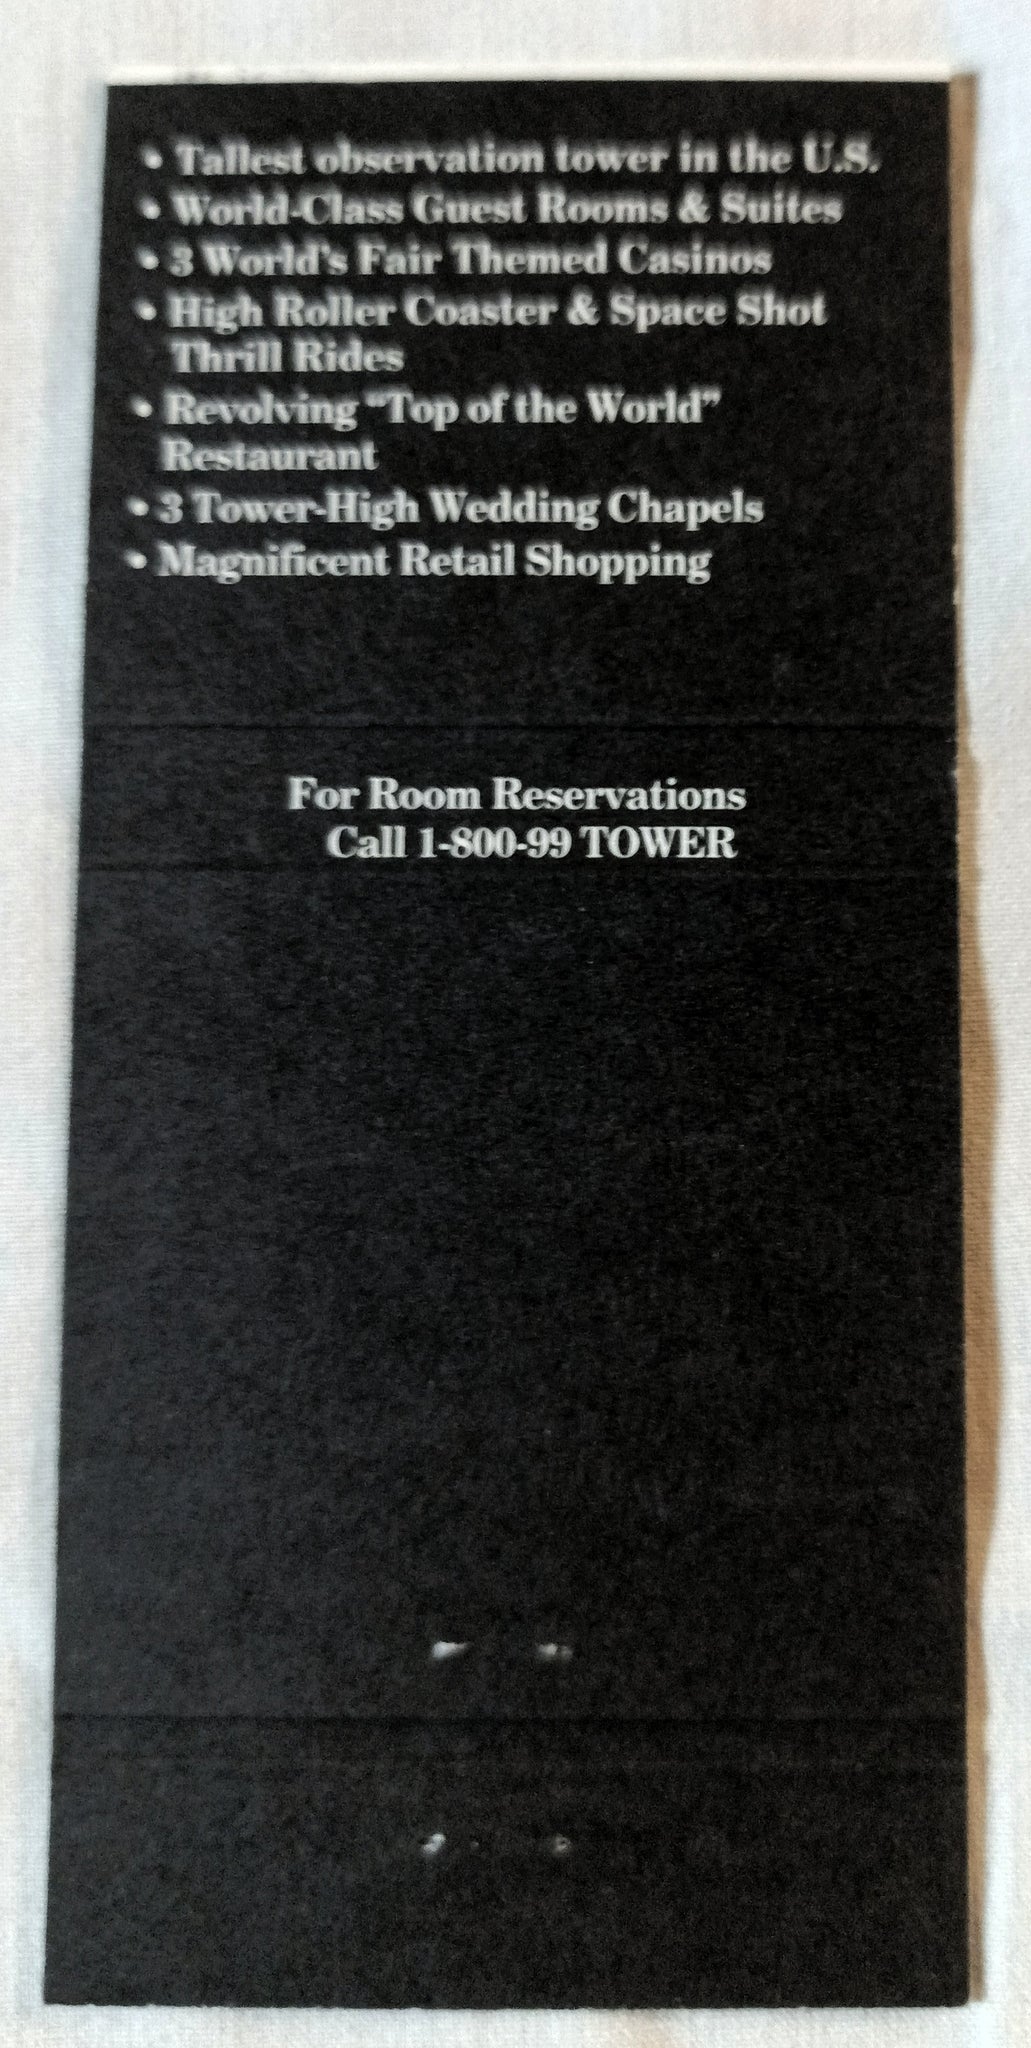 • Tallest observation tower in the U.S.
• World-Class Guest Rooms & Suites
• 3 World's Fair Themed Casinos
• High Roller Coaster & Space Shot
Thrill Rides
• Revolving "Top of the World"
Restaurant
• 3 Tower-High Wedding Chapels
• Magnificent Retail Shopping
For Room Reservations
Call 1-800-99 TOWER